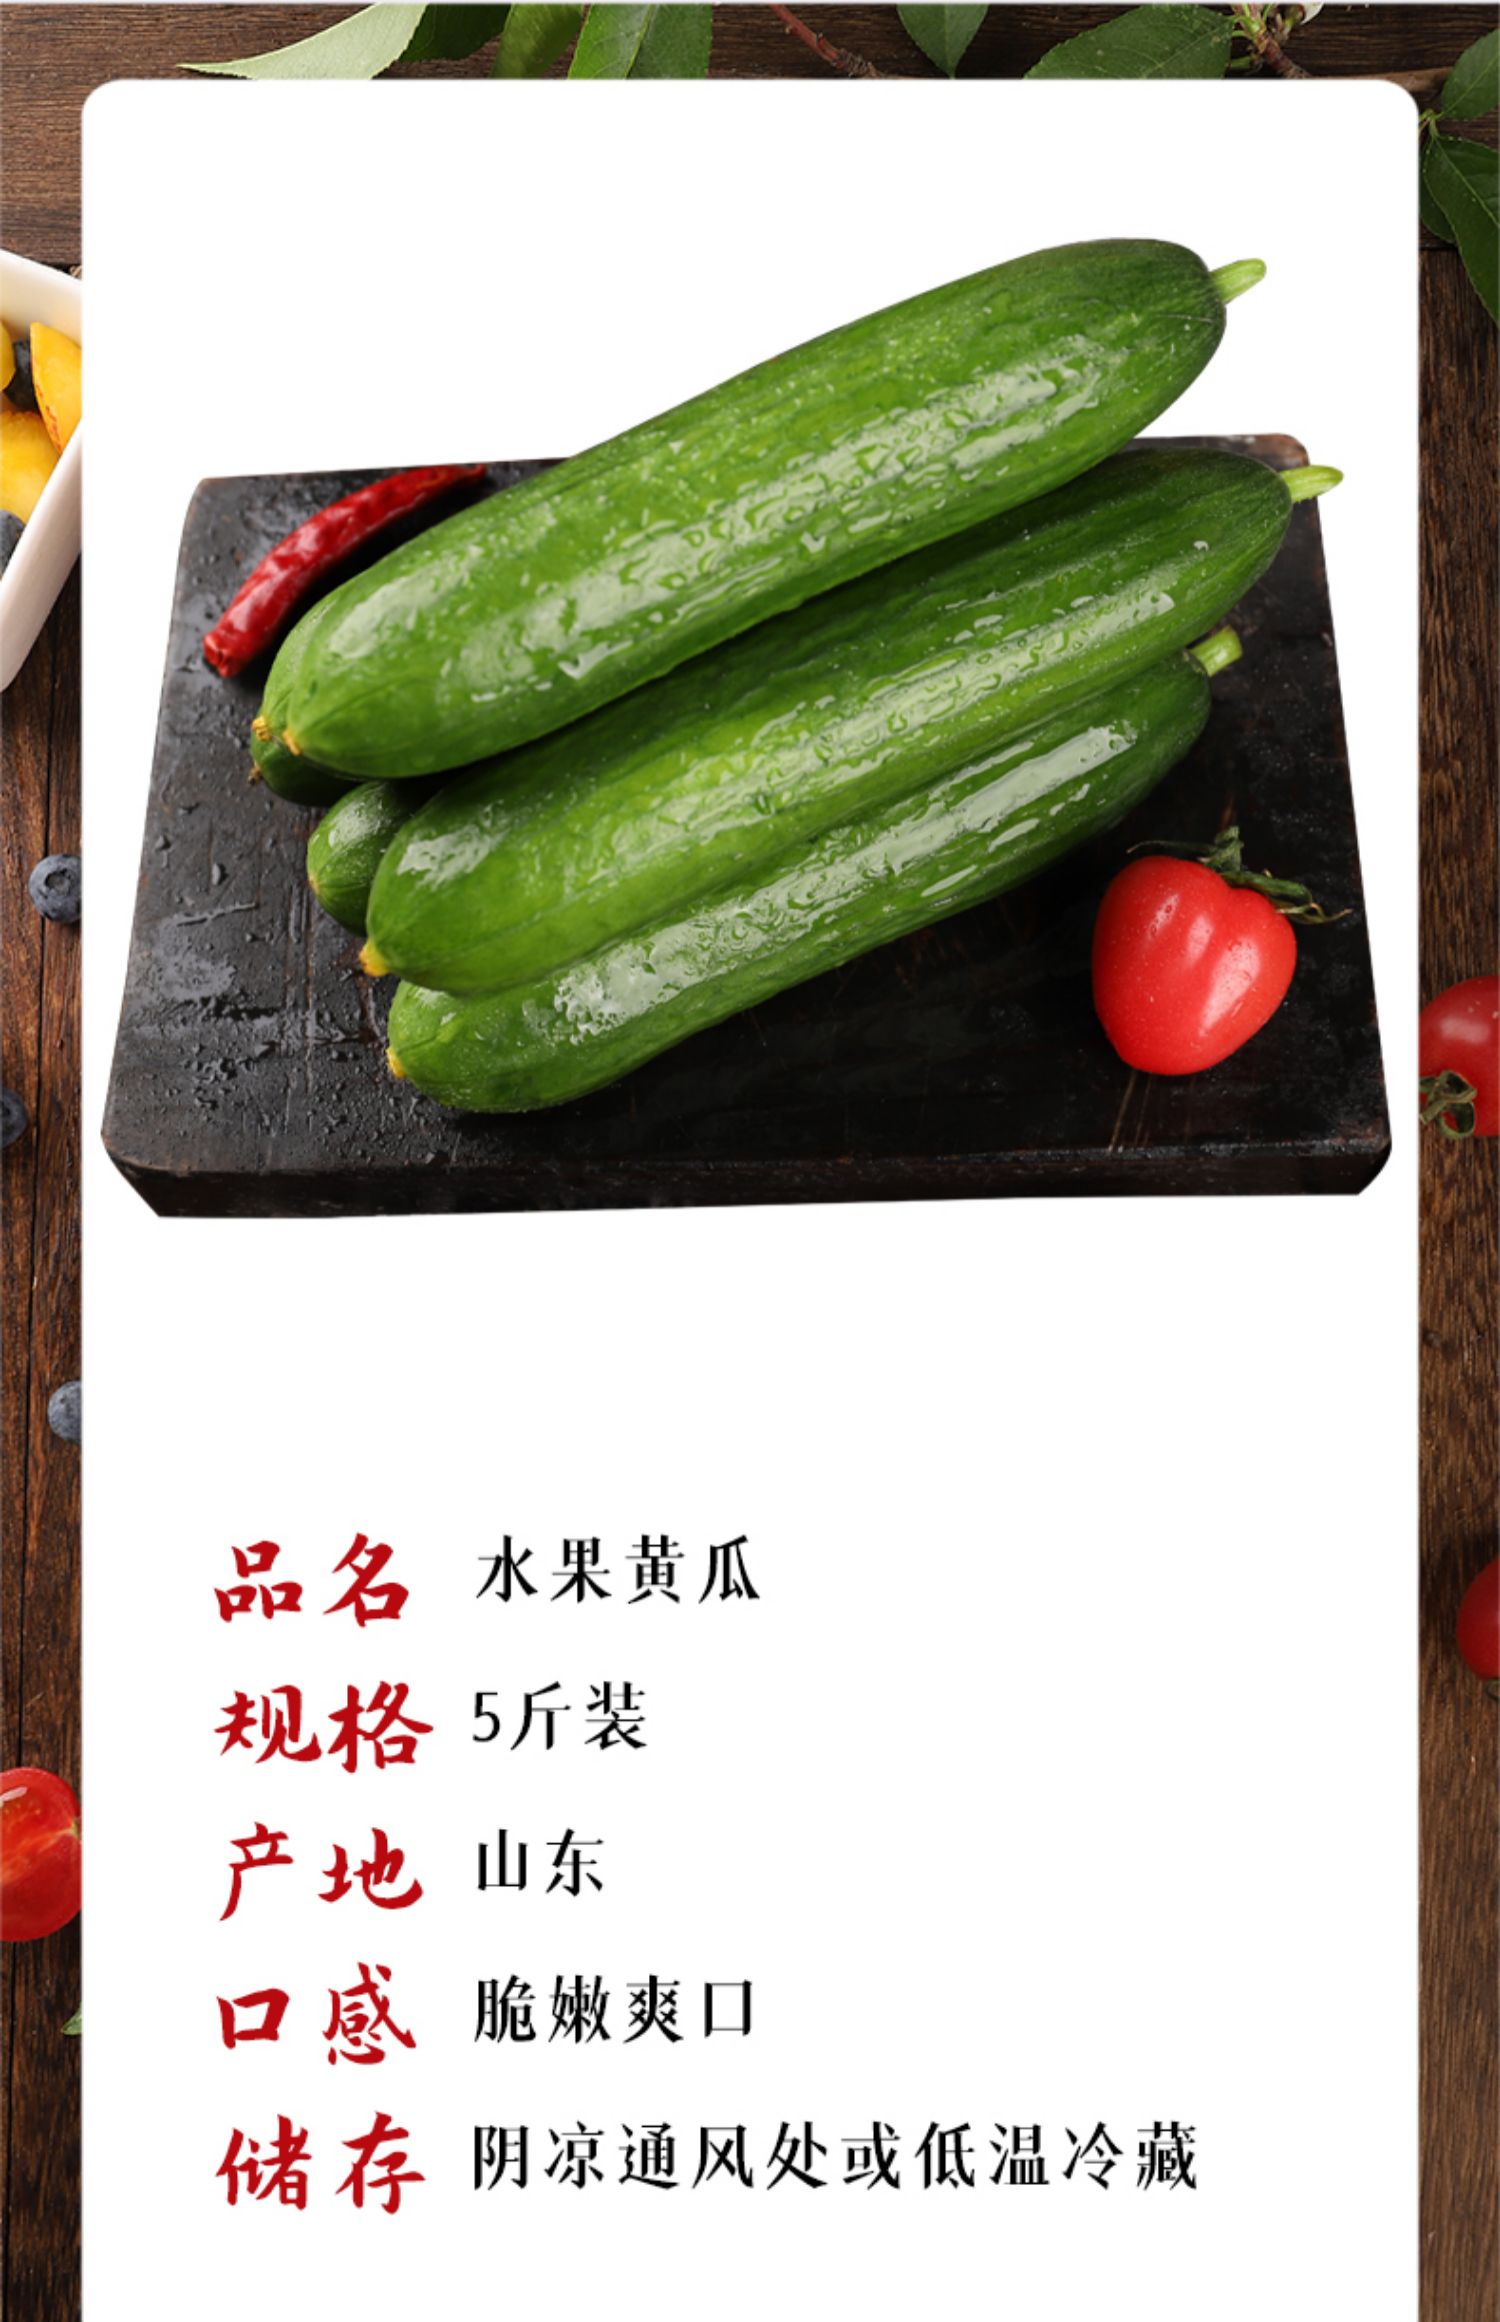 品名 水果黄瓜
规格 5斤装
产地 山东
口感 脆嫩爽口
储存 阴凉通风处或低温冷藏